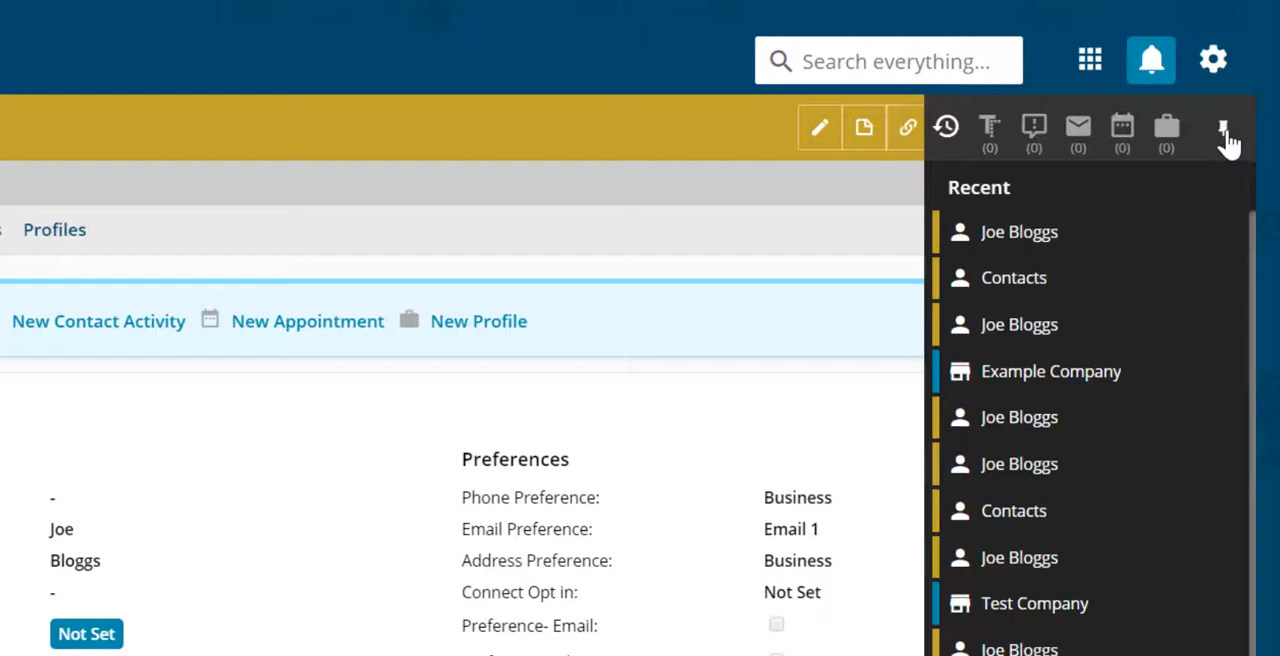 Search everything...
(0) (0) (0) (0) (0)
Recent
Joe Bloggs
Contacts
Joe Bloggs
Example Company
Joe Bloggs
Joe Bloggs
Contacts
Joe Bloggs
Test Company
Joe Bloggs
Profiles
New Contact Activity New Appointment New Profile
-
Joe
Bloggs
-
Not Set
Preferences
Phone Preference: Business
Email Preference: Email 1
Address Preference: Business
Connect Opt in: Not Set
Preference- Email: